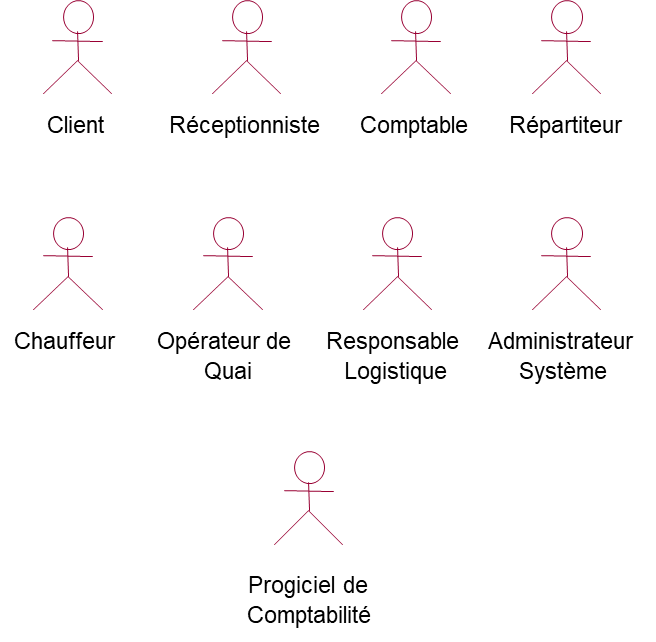 Client
Réceptionniste
Comptable
Répartiteur
Chauffeur
Opérateur de
Quai
Responsable
Logistique
Administrateur
Système
Progiciel de
Comptabilité